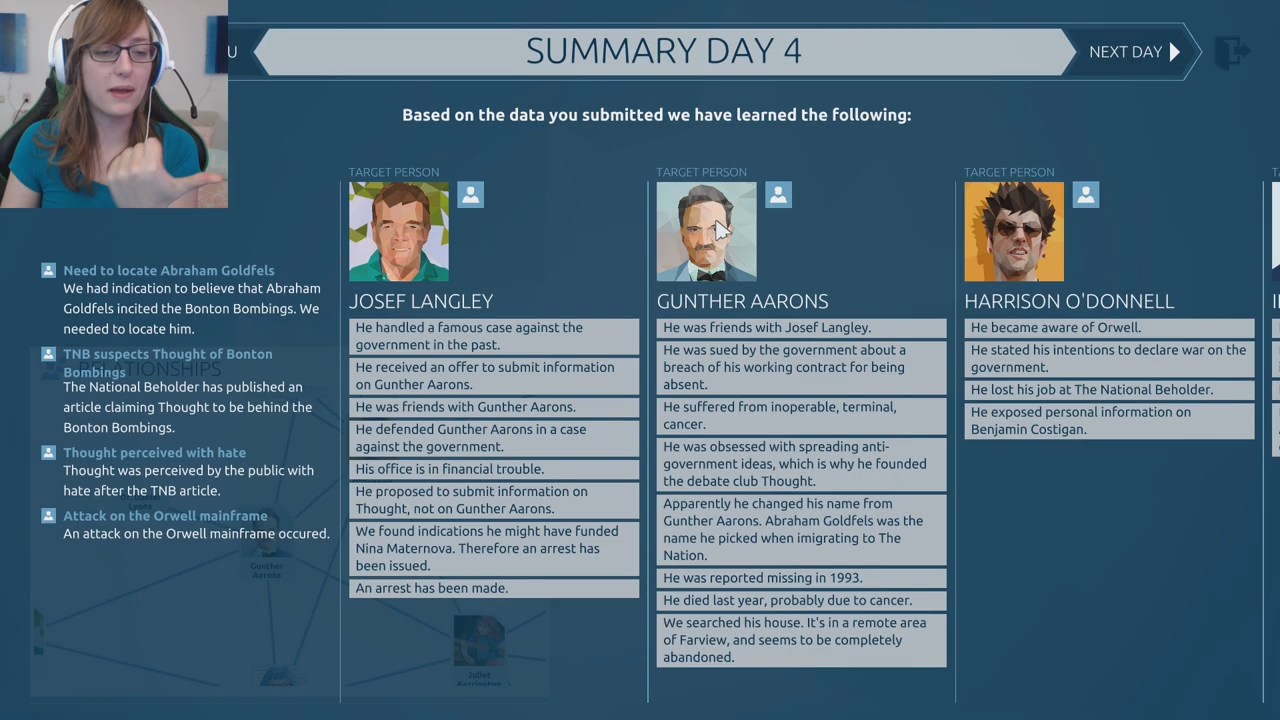 U
SUMMARY DAY 4
NEXT DAY
Based on the data you submitted we have learned the following:
Need to locate Abraham Goldfels
We had indication to believe that Abraham
Goldfels incited the Bonton Bombings. We
needed to locate him.
TNB suspects Thought of Bonton
Bombings
RELATIONSHIPS
The National Beholder has published an
article claiming Thought to be behind the
Bonton Bombings.
Thought perceived with hate
Thought was perceived by the public with
hate after the TNB article.
Attack on the Orwell mainframe
An attack on the Orwell mainframe occured.
Gunther
Aarons
Juliet
Kerrington
TARGET PERSON
JOSEF LANGLEY
He handled a famous case against the
government in the past.
He received an offer to submit information
on Gunther Aarons.
He was friends with Gunther Aarons.
He defended Gunther Aarons in a case
against the government.
His office is in financial trouble.
He proposed to submit information on
Thought, not on Gunther Aarons.
We found indications he might have funded
Nina Maternova. Therefore an arrest has
been issued.
An arrest has been made.
TARGET PERSON
GUNTHER AARONS
He was friends with Josef Langley.
He was sued by the government about a
breach of his working contract for being
absent.
He suffered from inoperable, terminal,
cancer.
He was obsessed with spreading anti-
government ideas, which is why he founded
the debate club Thought.
Apparently he changed his name from
Gunther Aarons. Abraham Goldfels was the
name he picked when imigrating to The
Nation.
He was reported missing in 1993.
He died last year, probably due to cancer.
We searched his house. It's in a remote area
of Farview, and seems to be completely
abandoned.
TARGET PERSON
HARRISON O'DONNELL
He became aware of Orwell.
He stated his intentions to declare war on the
government.
He lost his job at The National Beholder.
He exposed personal information on
Benjamin Costigan.